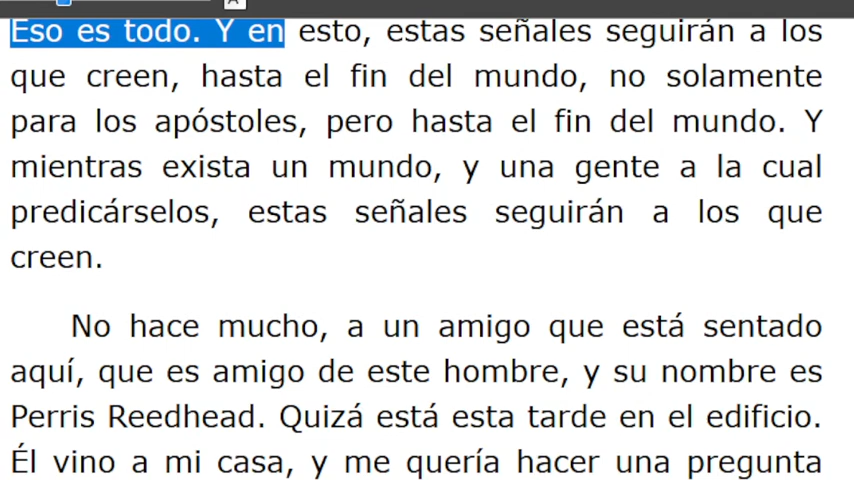 A
Eso es todo. Y en esto, estas señales seguirán a los
que creen, hasta el fin del mundo, no solamente
para los apóstoles, pero hasta el fin del mundo. Y
mientras exista un mundo, y una gente a la cual
predicárselos, estas señales seguirán a los que
creen.
No hace mucho, a un amigo que está sentado
aquí, que es amigo de este hombre, y su nombre es
Perris Reedhead. Quizá está esta tarde en el edificio.
Él vino a mi casa, y me quería hacer una pregunta